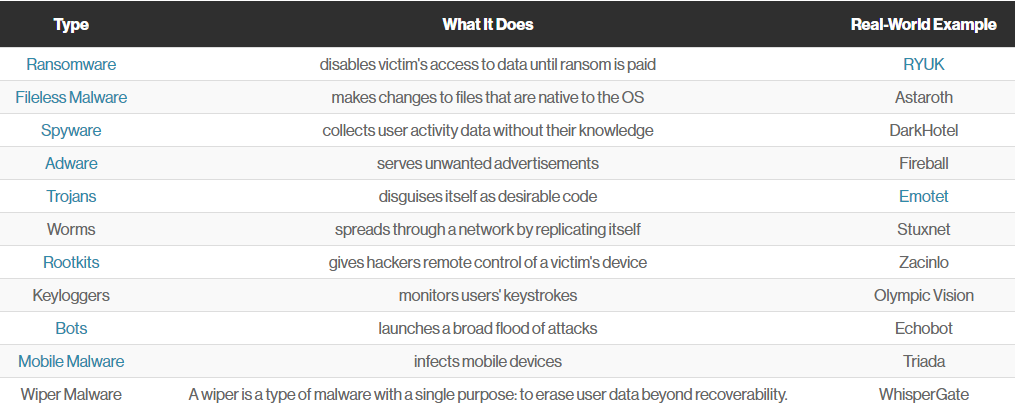 Type What It Does Real-World Example
Ransomware disables victim's access to data until ransom is paid RYUK
Fileless Malware makes changes to files that are native to the OS Astaroth
Spyware collects user activity data without their knowledge DarkHotel
Adware serves unwanted advertisements Fireball
Trojans disguises itself as desirable code Emotet
Worms spreads through a network by replicating itself Stuxnet
Rootkits gives hackers remote control of a victim's device Zacinlo
Keyloggers monitors users' keystrokes Olympic Vision
Bots launches a broad flood of attacks Echobot
Mobile Malware infects mobile devices Triada
Wiper Malware A wiper is a type of malware with a single purpose: to erase user data beyond recoverability. WhisperGate